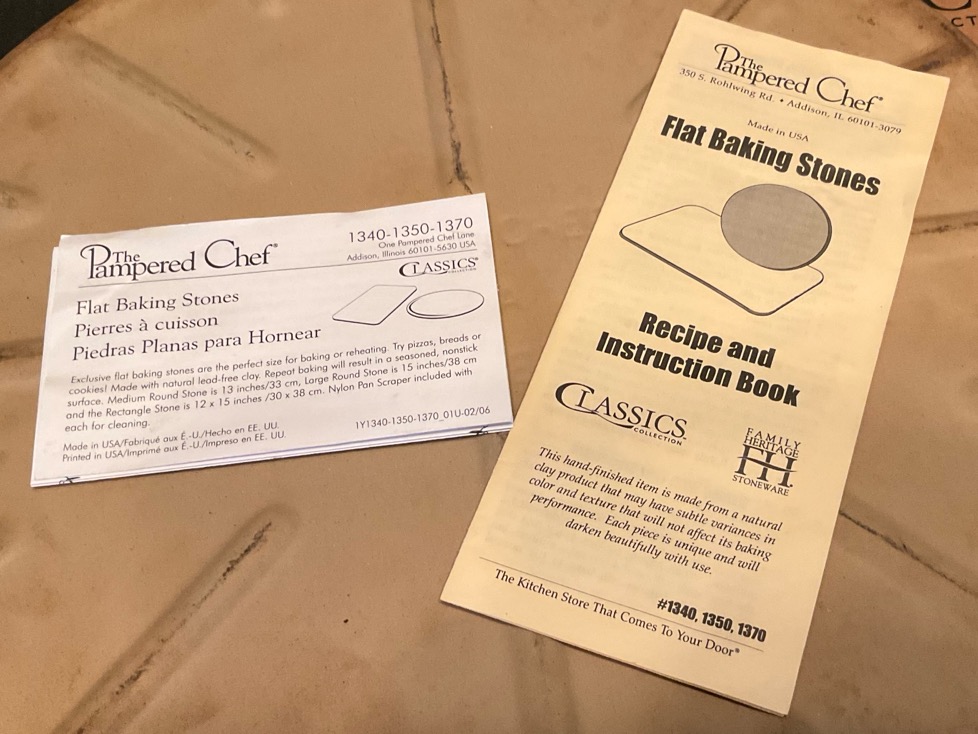 The Pampered Chef®
1340-1350-1370
One Pampered Chef Lane
Addison, Illinois 60101-5630 USA
CLASSICS®
COLLECTION
Flat Baking Stones
Pierres à cuisson
Piedras Planas para Hornear
Exclusive flat baking stones are the perfect size for baking or reheating. Try pizzas, breads or
cookies! Made with natural lead-free clay. Repeat baking will result in a seasoned, nonstick
surface. Medium Round Stone is 13 inches/33 cm, Large Round Stone is 15 inches/38 cm
and the Rectangle Stone is 12 x 15 inches /30 x 38 cm. Nylon Pan Scraper included with
each for cleaning.
Made in USA/Fabriqué aux É.-U./Hecho en EE. UU.
Printed in USA/Imprimé aux É.-U./Impreso en EE. UU.
1Y1340-1350-1370_01U-02/06
The Pampered Chef®
350 S. Rohlwing Rd. • Addison, IL 60101-3079
Made in USA
Flat Baking Stones
Recipe and
Instruction Book
CLASSICS
COLLECTION™
FAMILY
HERITAGE
FH
STONEWARE
This hand-finished item is made from a natural
clay product that may have subtle variances in
color and texture that will not affect its baking
performance. Each piece is unique and will
darken beautifully with use.
#1340, 1350, 1370
The Kitchen Store That Comes To Your Door®